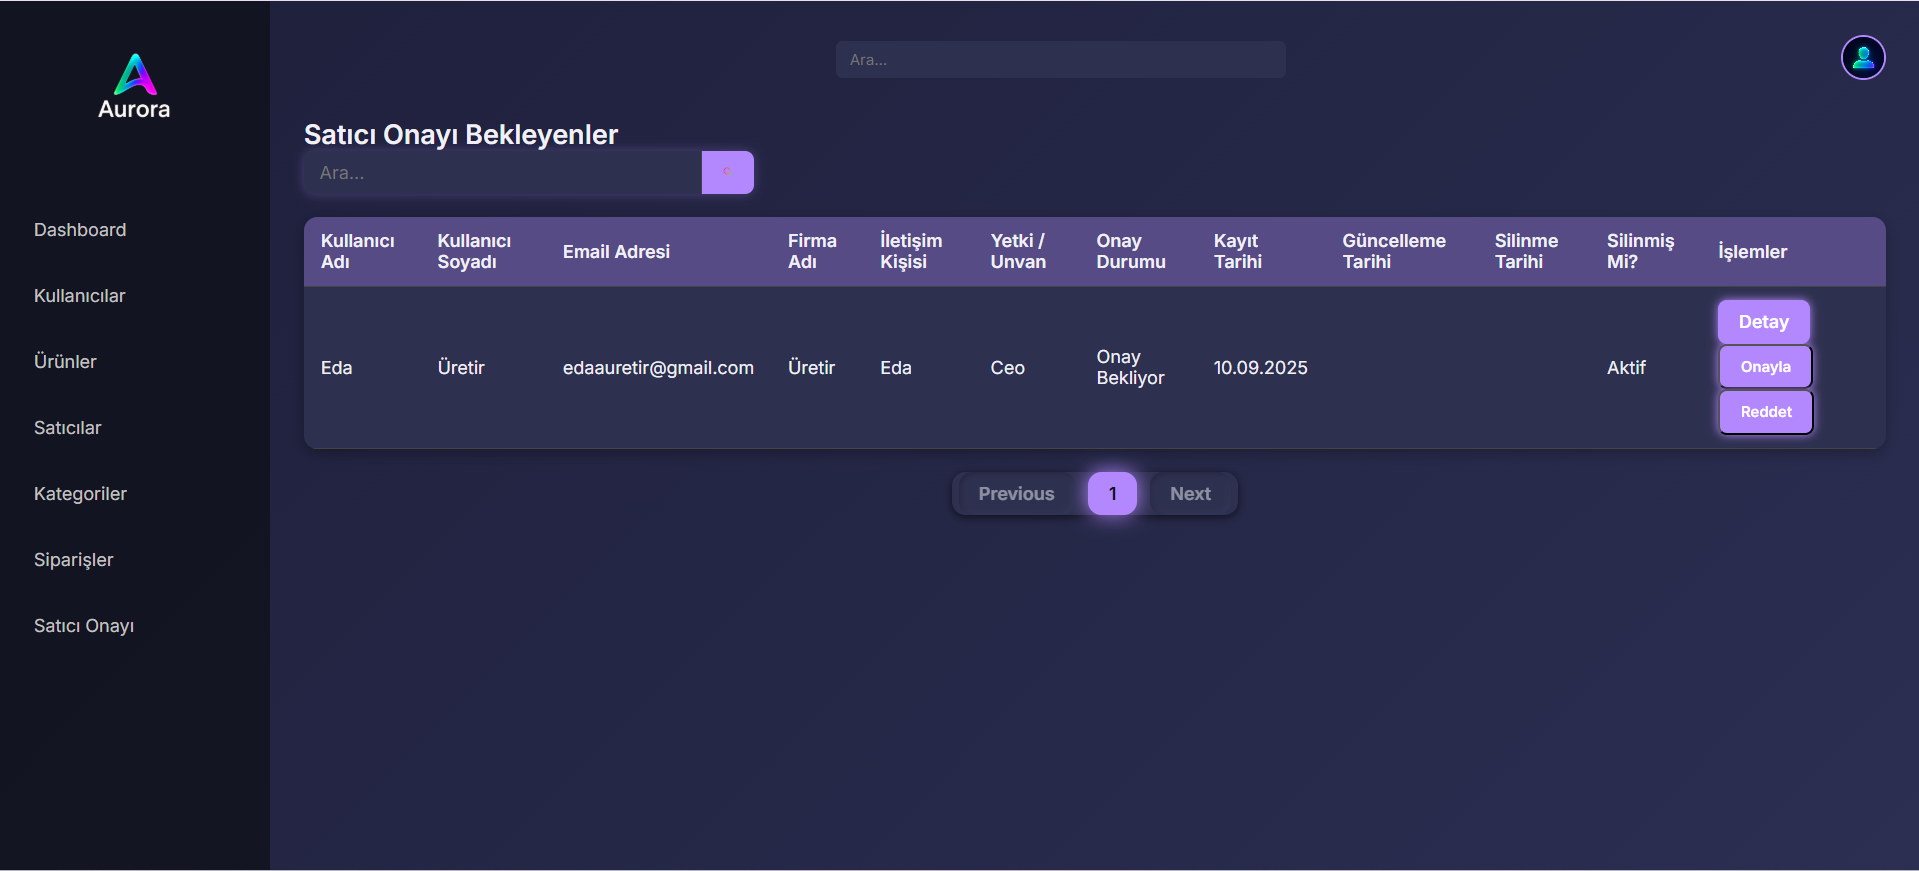 Aurora
Dashboard
Kullanıcılar
Ürünler
Satıcılar
Kategoriler
Siparişler
Satıcı Onayı
Ara...
Satıcı Onayı Bekleyenler
Ara...
Kullanıcı Adı
Kullanıcı Soyadı
Email Adresi
Firma Adı
İletişim Kişisi
Yetki / Unvan
Onay Durumu
Kayıt Tarihi
Güncelleme Tarihi
Silinme Tarihi
Silinmiş Mi?
İşlemler
Eda
Üretir
edaauretir@gmail.com
Üretir
Eda
Ceo
Onay Bekliyor
10.09.2025
Aktif
Detay
Onayla
Reddet
Previous
1
Next